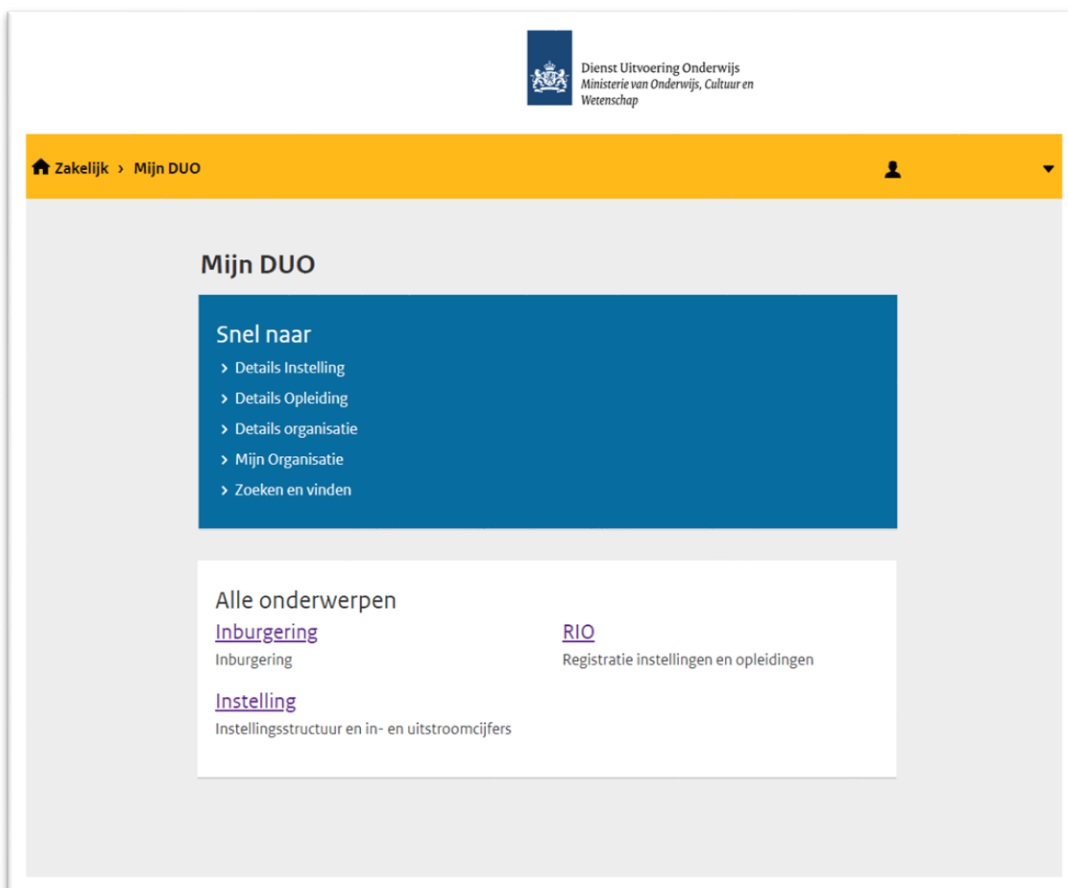 Dienst Uitvoering Onderwijs
Ministerie van Onderwijs, Cultuur en
Wetenschap
Zakelijk > Mijn DUO
Mijn DUO
Snel naar
> Details Instelling
> Details Opleiding
> Details organisatie
> Mijn Organisatie
> Zoeken en vinden
Alle onderwerpen
Inburgering
Inburgering
RIO
Registratie instellingen en opleidingen
Instelling
Instellingsstructuur en in- en uitstroomcijfers